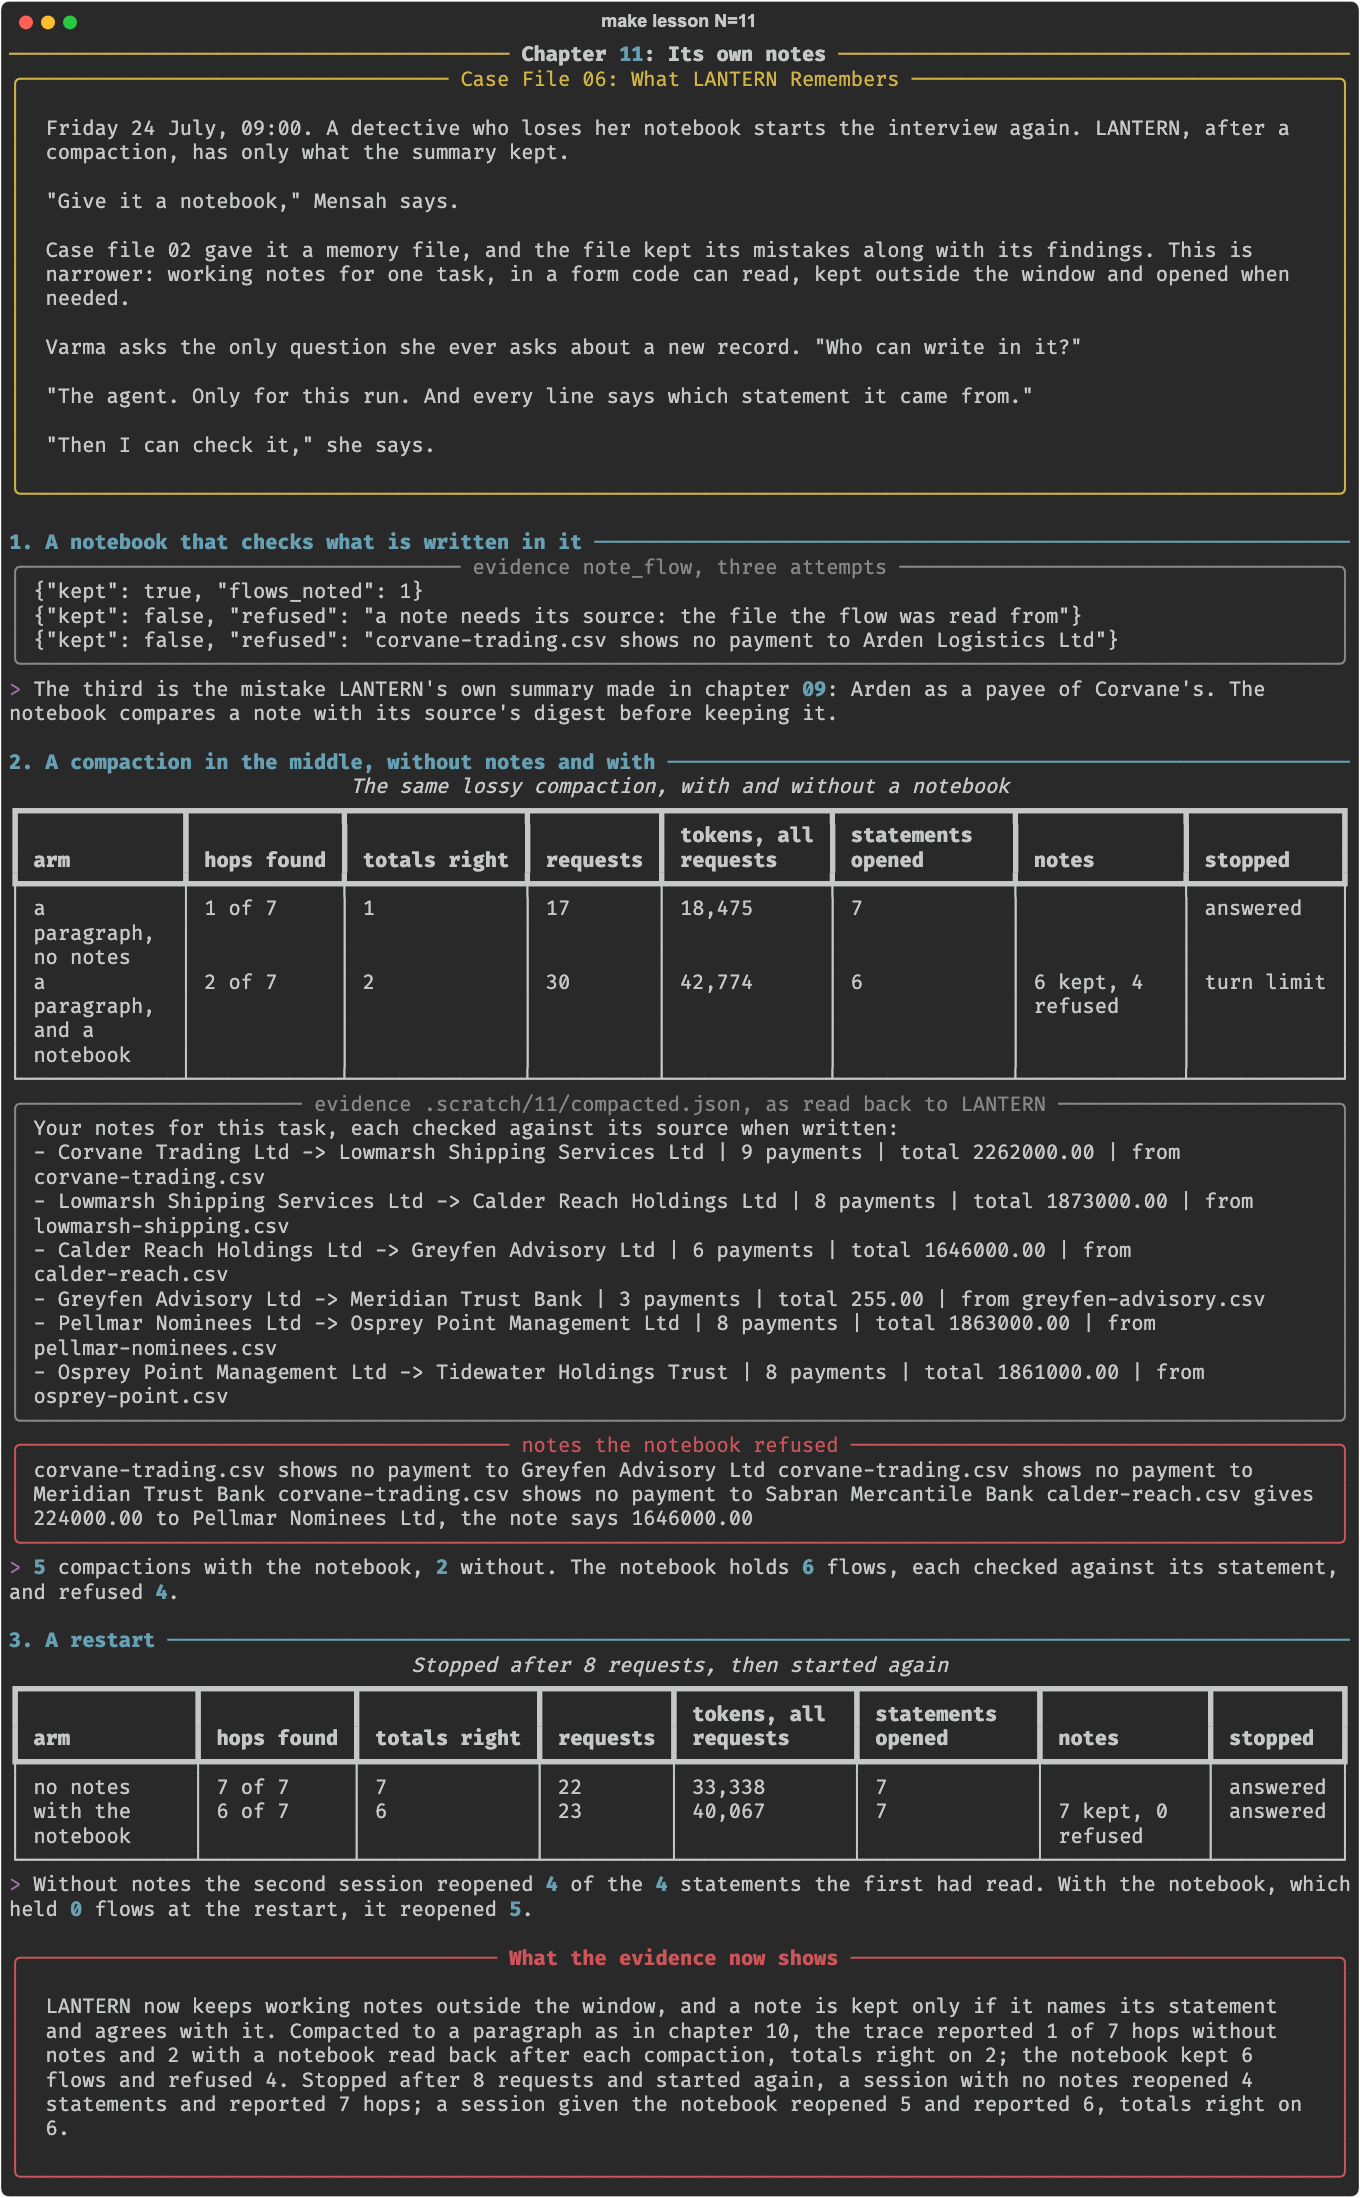 make lesson N=11
Chapter 11: Its own notes
Case File 06: What LANTERN Remembers
Friday 24 July, 09:00. A detective who loses her notebook starts the interview again. LANTERN, after a
compaction, has only what the summary kept.
"Give it a notebook," Mensah says.
Case file 02 gave it a memory file, and the file kept its mistakes along with its findings. This is
narrower: working notes for one task, in a form code can read, kept outside the window and opened when
needed.
Varma asks the only question she ever asks about a new record. "Who can write in it?"
"The agent. Only for this run. And every line says which statement it came from."
"Then I can check it," she says.
1. A notebook that checks what is written in it
evidence note_flow, three attempts
{"kept": true, "flows_noted": 1}
{"kept": false, "refused": "a note needs its source: the file the flow was read from"}
{"kept": false, "refused": "corvane-trading.csv shows no payment to Arden Logistics Ltd"}
> The third is the mistake LANTERN's own summary made in chapter 09: Arden as a payee of Corvane's. The
notebook compares a note with its source's digest before keeping it.
2. A compaction in the middle, without notes and with
The same lossy compaction, with and without a notebook
tokens, all statements
arm hops found totals right requests requests opened notes stopped
a 1 of 7 1 17 18,475 7 answered
paragraph,
no notes
a 2 of 7 2 30 42,774 6 6 kept, 4 turn limit
paragraph, refused
and a
notebook
evidence .scratch/11/compacted.json, as read back to LANTERN
Your notes for this task, each checked against its source when written:
- Corvane Trading Ltd -> Lowmarsh Shipping Services Ltd | 9 payments | total 2262000.00 | from
corvane-trading.csv
- Lowmarsh Shipping Services Ltd -> Calder Reach Holdings Ltd | 8 payments | total 1873000.00 | from
lowmarsh-shipping.csv
- Calder Reach Holdings Ltd -> Greyfen Advisory Ltd | 6 payments | total 1646000.00 | from
calder-reach.csv
- Greyfen Advisory Ltd -> Meridian Trust Bank | 3 payments | total 255.00 | from greyfen-advisory.csv
- Pellmar Nominees Ltd -> Osprey Point Management Ltd | 8 payments | total 1863000.00 | from
pellmar-nominees.csv
- Osprey Point Management Ltd -> Tidewater Holdings Trust | 8 payments | total 1861000.00 | from
osprey-point.csv
notes the notebook refused
corvane-trading.csv shows no payment to Greyfen Advisory Ltd corvane-trading.csv shows no payment to
Meridian Trust Bank corvane-trading.csv shows no payment to Sabran Mercantile Bank calder-reach.csv gives
224000.00 to Pellmar Nominees Ltd, the note says 1646000.00
> 5 compactions with the notebook, 2 without. The notebook holds 6 flows, each checked against its statement,
and refused 4.
3. A restart
Stopped after 8 requests, then started again
tokens, all statements
arm hops found totals right requests requests opened notes stopped
no notes 7 of 7 7 22 33,338 7 answered
with the 6 of 7 6 23 40,067 7 7 kept, 0 answered
notebook refused
> Without notes the second session reopened 4 of the 4 statements the first had read. With the notebook, which
held 0 flows at the restart, it reopened 5.
What the evidence now shows
LANTERN now keeps working notes outside the window, and a note is kept only if it names its statement
and agrees with it. Compacted to a paragraph as in chapter 10, the trace reported 1 of 7 hops without
notes and 2 with a notebook read back after each compaction, totals right on 2; the notebook kept 6
flows and refused 4. Stopped after 8 requests and started again, a session with no notes reopened 4
statements and reported 7 hops; a session given the notebook reopened 5 and reported 6, totals right on
6.